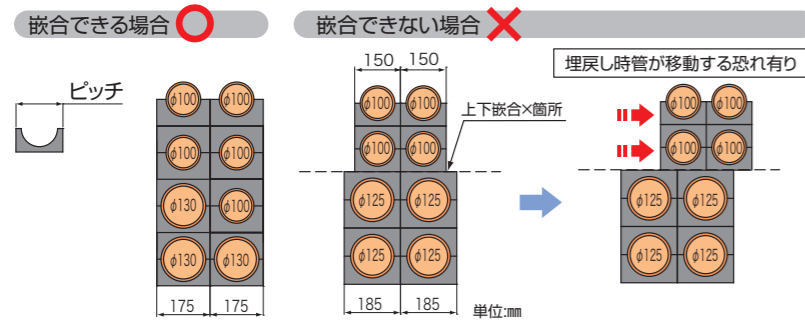 嵌合できる場合
嵌合できない場合
150 150
埋戻し時管が移動する恐れ有り
ピッチ
上下嵌合×箇所
φ100 φ100
φ100 φ100
φ130 φ100
φ130 φ130
175 175
φ100 φ100
φ100 φ100
φ125 φ125
φ125 φ125
185 185
単位:㎜
φ100 φ100
φ100 φ100
φ125 φ125
φ125 φ125